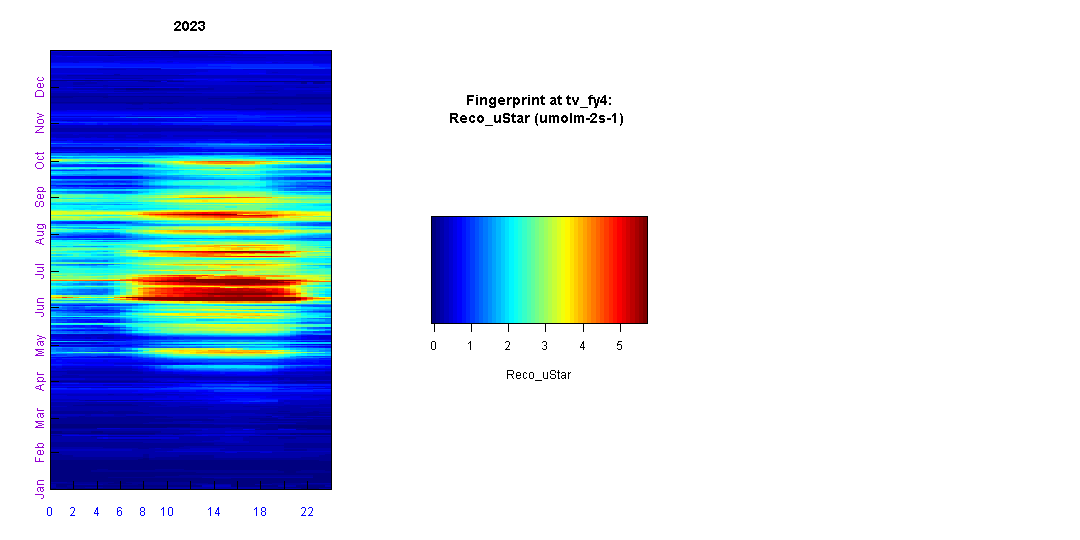 2023
Fingerprint at tv_fy4:
Reco_uStar (umolm-2s-1)
Dec
Nov
Oct
Sep
Aug
Jul
Jun
May
Apr
Mar
Feb
Jan
0 2 4 6 8 10 14 18 22
0 1 2 3 4 5
Reco_uStar